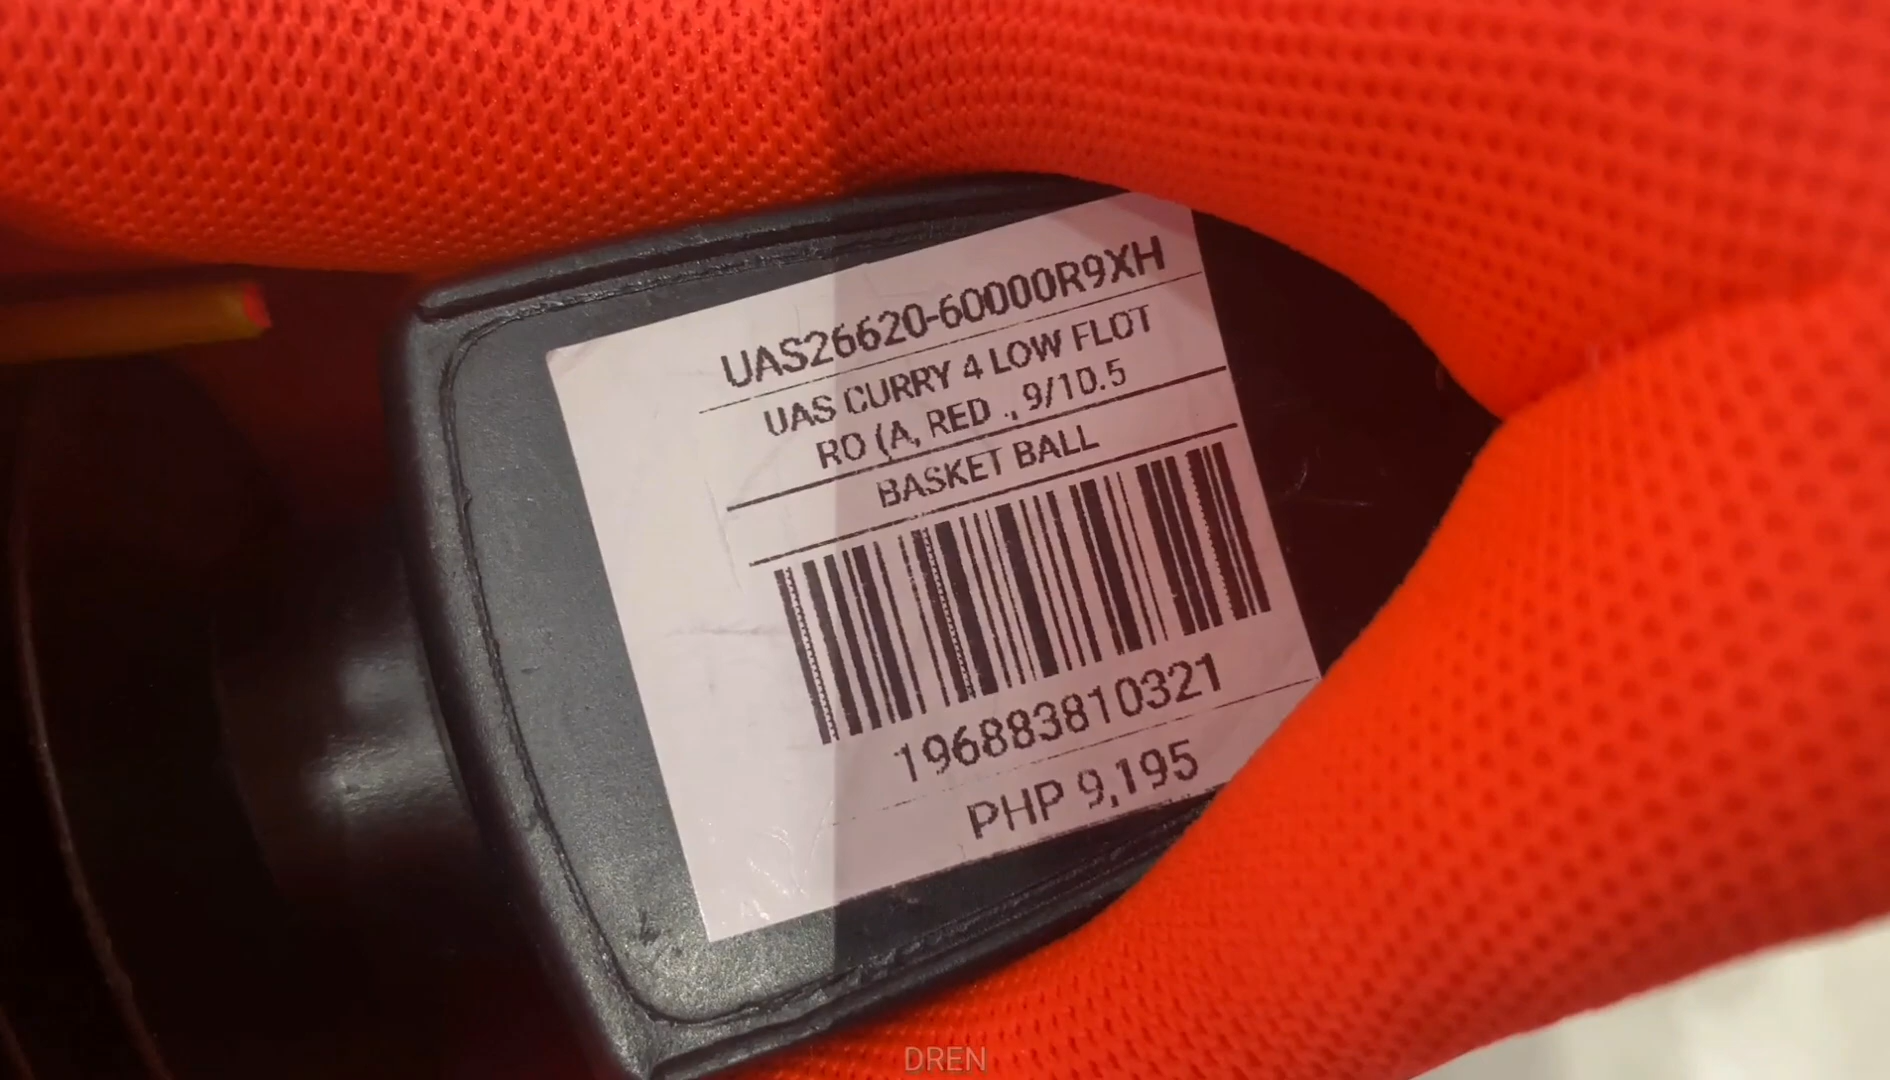 UAS26620-60000R9XH
UAS CURRY 4 LOW FLOT
RO (A, RED ., 9/10.5
BASKET BALL
196883810321
PHP 9,195
DREN